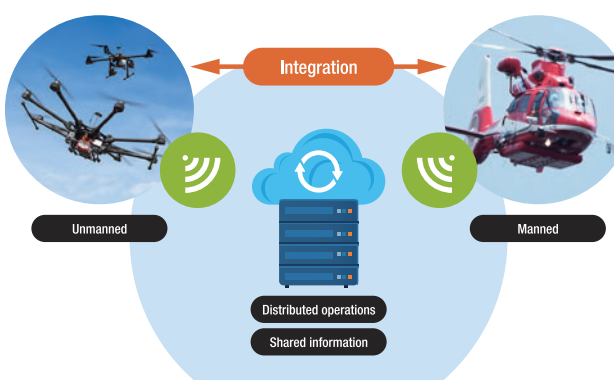 Integration
Unmanned
Manned
Distributed operations
Shared information